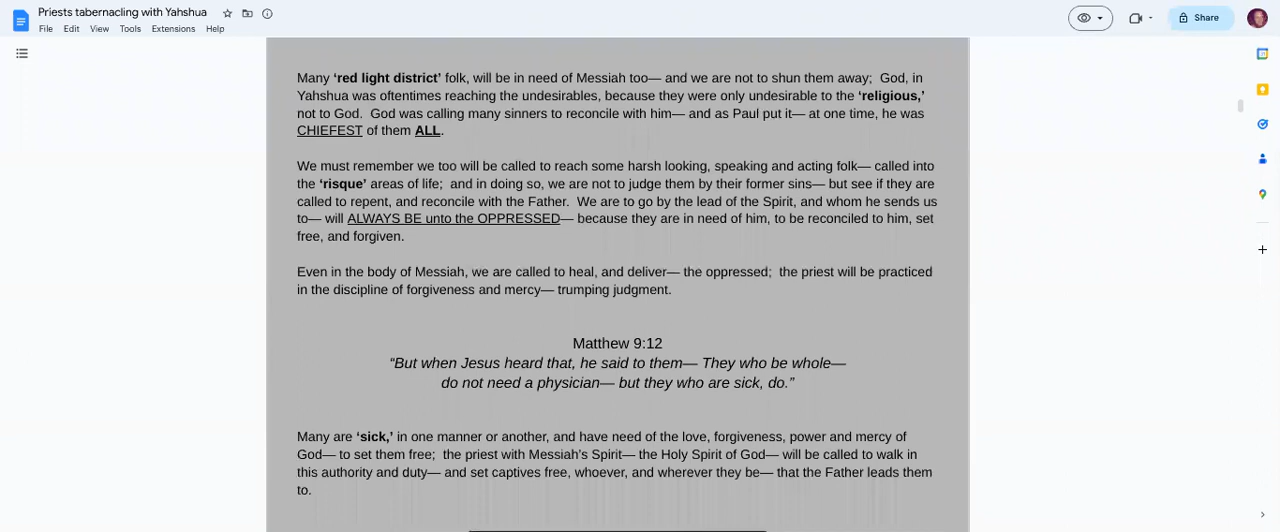 Priests tabernacling with Yahshua
File Edit View Tools Extensions Help
Share
Many ‘red light district’ folk, will be in need of Messiah too— and we are not to shun them away;  God, in
Yahshua was oftentimes reaching the undesirables, because they were only undesirable to the ‘religious,’
not to God.  God was calling many sinners to reconcile with him— and as Paul put it— at one time, he was
CHIEFEST of them ALL.
We must remember we too will be called to reach some harsh looking, speaking and acting folk— called into
the ‘risque’ areas of life;  and in doing so, we are not to judge them by their former sins— but see if they are
called to repent, and reconcile with the Father.  We are to go by the lead of the Spirit, and whom he sends us
to— will ALWAYS BE unto the OPPRESSED— because they are in need of him, to be reconciled to him, set
free, and forgiven.
Even in the body of Messiah, we are called to heal, and deliver— the oppressed;  the priest will be practiced
in the discipline of forgiveness and mercy— trumping judgment.
Matthew 9:12
“But when Jesus heard that, he said to them— They who be whole—
do not need a physician— but they who are sick, do.”
Many are ‘sick,’ in one manner or another, and have need of the love, forgiveness, power and mercy of
God— to set them free;  the priest with Messiah’s Spirit— the Holy Spirit of God— will be called to walk in
this authority and duty— and set captives free, whoever, and wherever they be— that the Father leads them
to.